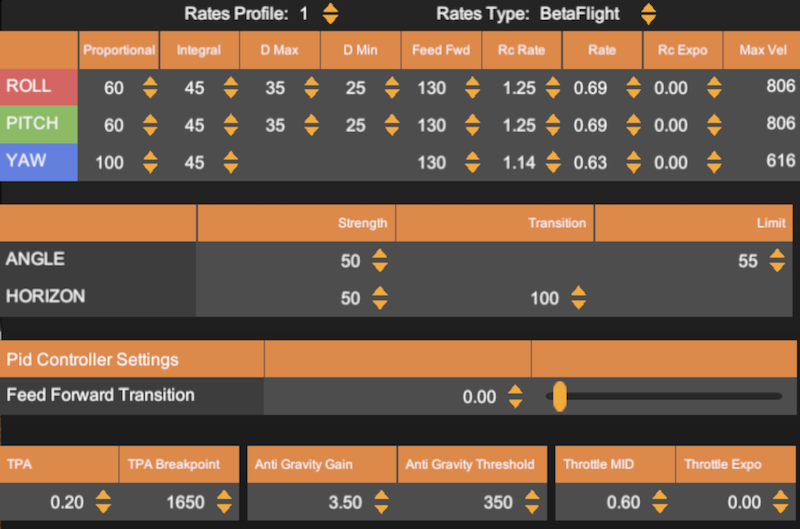 Rates Profile: 1 Rates Type: BetaFlight
Proportional Integral D Max D Min Feed Fwd Rc Rate Rate Rc Expo Max Vel
ROLL 60 45 35 25 130 1.25 0.69 0.00 806
PITCH 60 45 35 25 130 1.25 0.69 0.00 806
YAW 100 45 130 1.14 0.63 0.00 616
Strength Transition Limit
ANGLE 50 55
HORIZON 50 100
Pid Controller Settings
Feed Forward Transition 0.00
TPA TPA Breakpoint Anti Gravity Gain Anti Gravity Threshold Throttle MID Throttle Expo
0.20 1650 3.50 350 0.60 0.00